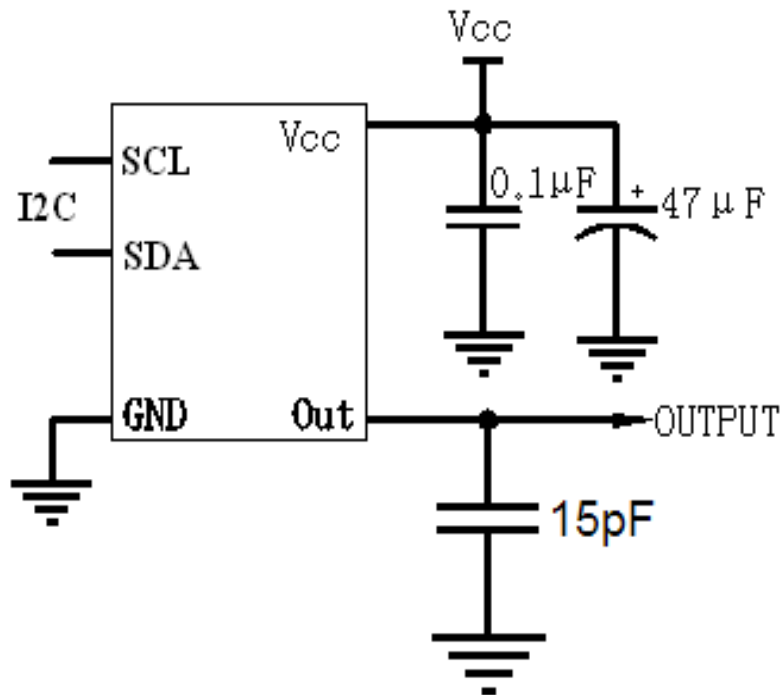 Vcc
Vcc
SCL
0.1μF
+
47μF
I2C
SDA
GND
Out
OUTPUT
15pF